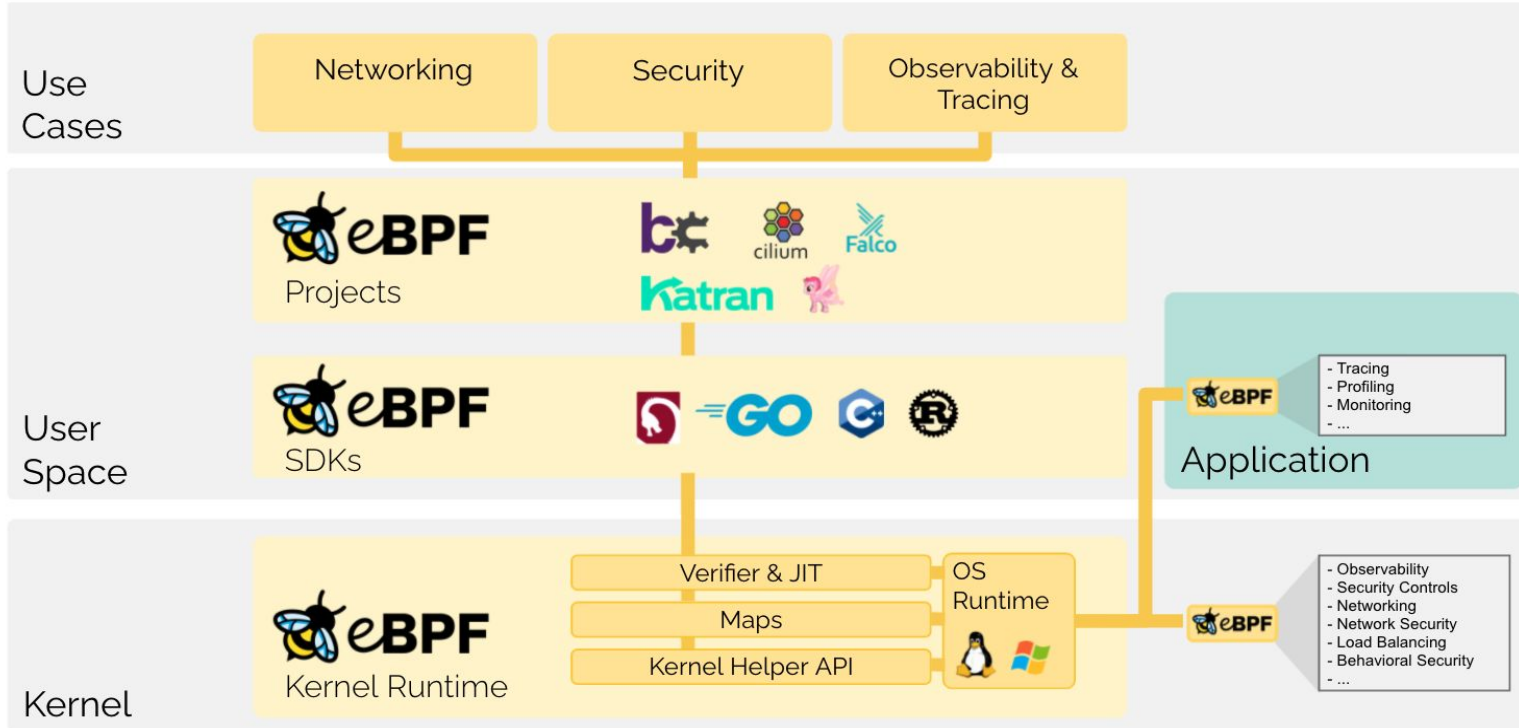 Use
Cases
Networking
Security
Observability &
Tracing
eBPF
Projects
bcc
cilium
Falco
Katran
User
Space
eBPF
SDKs
GO
C++
R
eBPF
- Tracing
- Profiling
- Monitoring
- ...
Application
Kernel
eBPF
Kernel Runtime
Verifier & JIT
Maps
Kernel Helper API
OS
Runtime
eBPF
- Observability
- Security Controls
- Networking
- Network Security
- Load Balancing
- Behavioral Security
- ...